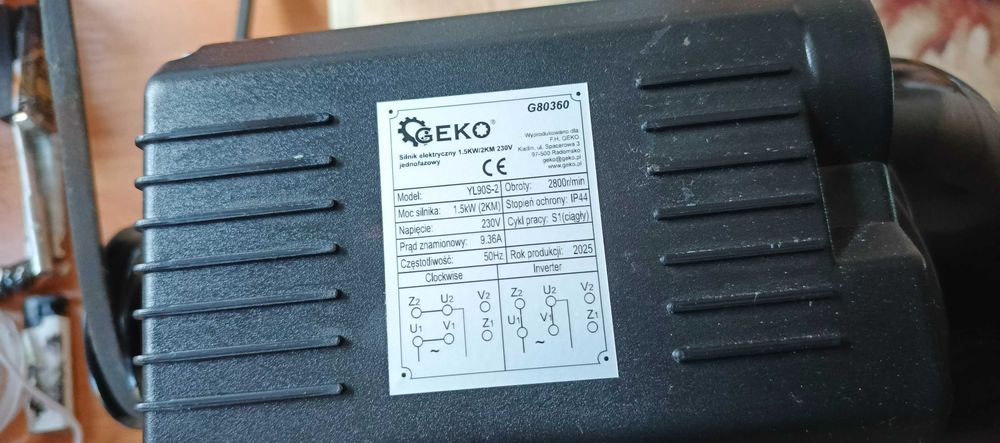 G80360
GEKO®
Silnik elektryczny 1.5KW/2KM 230V
jednofazowy
CE
Wyprodukowano dla
F.H. GEKO
Kietlin, ul. Spacerowa 3
97-500 Radomsko
geko@geko.pl
www.geko.pl
Model: YL90S-2 Obroty: 2800r/min
Moc silnika: 1.5kW (2KM) Stopień ochrony: IP44
Napięcie: 230V Cykl pracy: S1(ciągły)
Prąd znamionowy: 9.36A
Częstotliwość: 50Hz Rok produkcji: 2025
Clockwise Inverter
Z2 U2 V2 Z2 U2 V2
U1 V1 Z1 U1 V1 Z1
~ ~